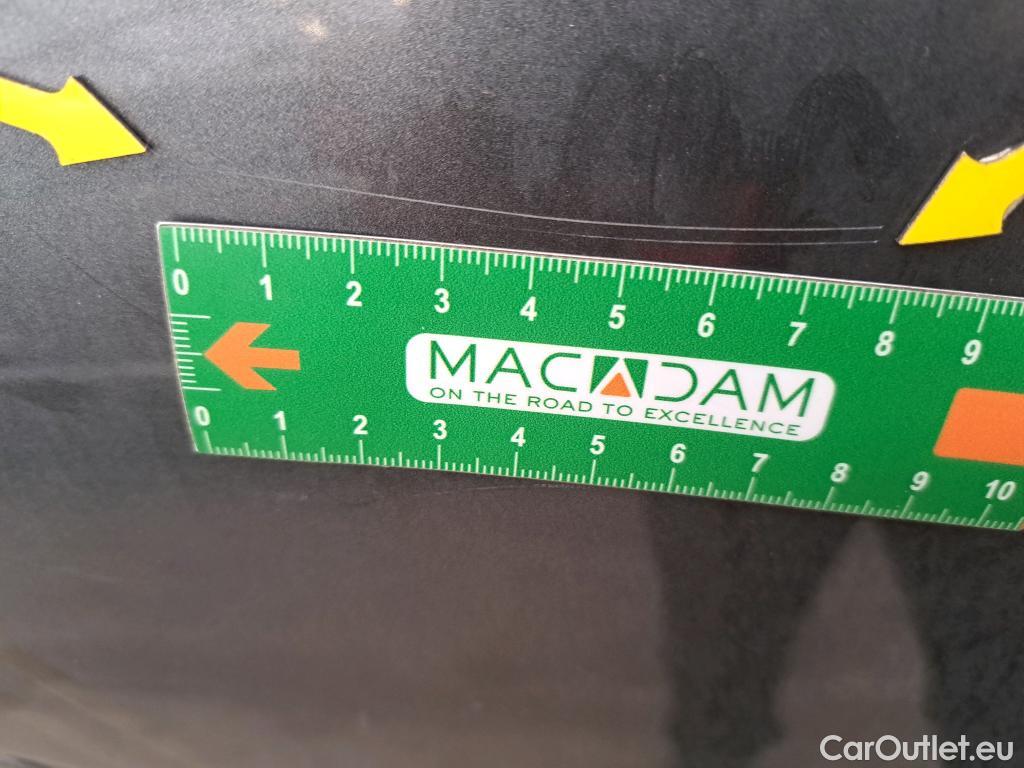 0 1 2 3 4 5 6 7 8 9
MACADAM
ON THE ROAD TO EXCELLENCE
0 1 2 3 4 5 6 7 8 9 10
CarOutlet.eu